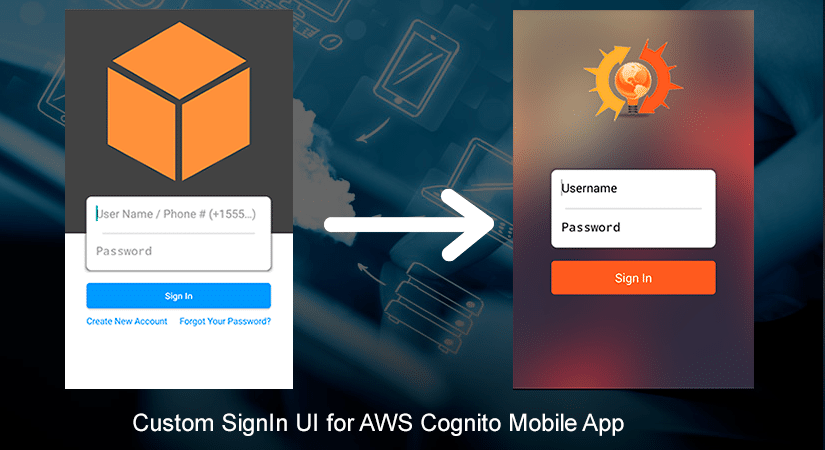 User Name / Phone # (+1555...)
Password
Sign In
Create New Account Forgot Your Password?
Username
Password
Sign In
Custom SignIn UI for AWS Cognito Mobile App